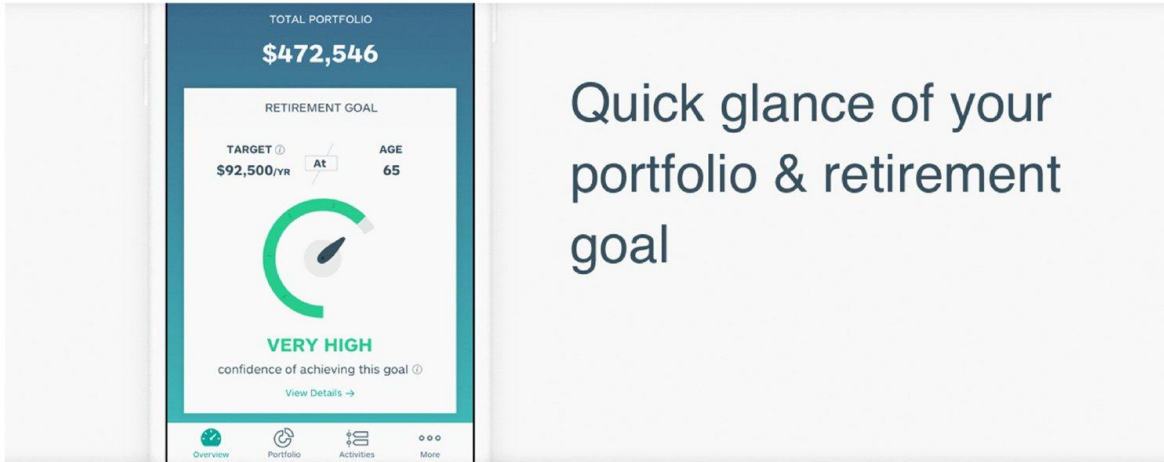 TOTAL PORTFOLIO
$472,546
RETIREMENT GOAL
TARGET ⓘ
$92,500/YR
At
AGE
65
VERY HIGH
confidence of achieving this goal ⓘ
View Details →
Overview Portfolio Activities More
Quick glance of your
portfolio & retirement
goal